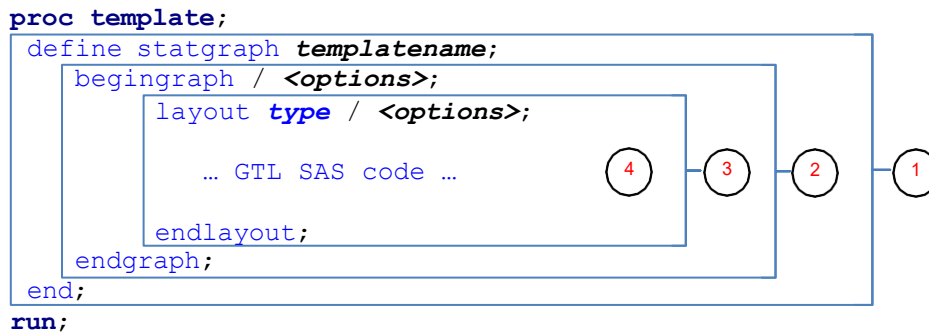 proc template;
define statgraph templatename;
begingraph / <options>;
layout type / <options>;
… GTL SAS code …
4
3
2
1
endlayout;
endgraph;
end;
run;